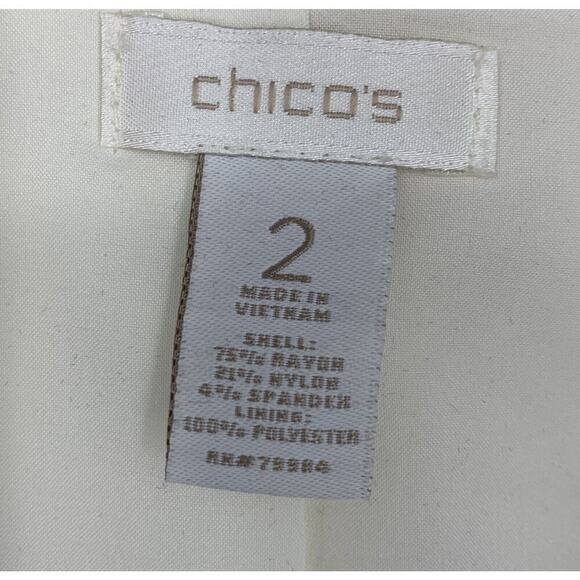 chico's
2
MADE IN
VIETNAM
SHELL:
75% RAYON
21% NYLON
4% SPANDEX
LINING:
100% POLYESTER
RN#79984